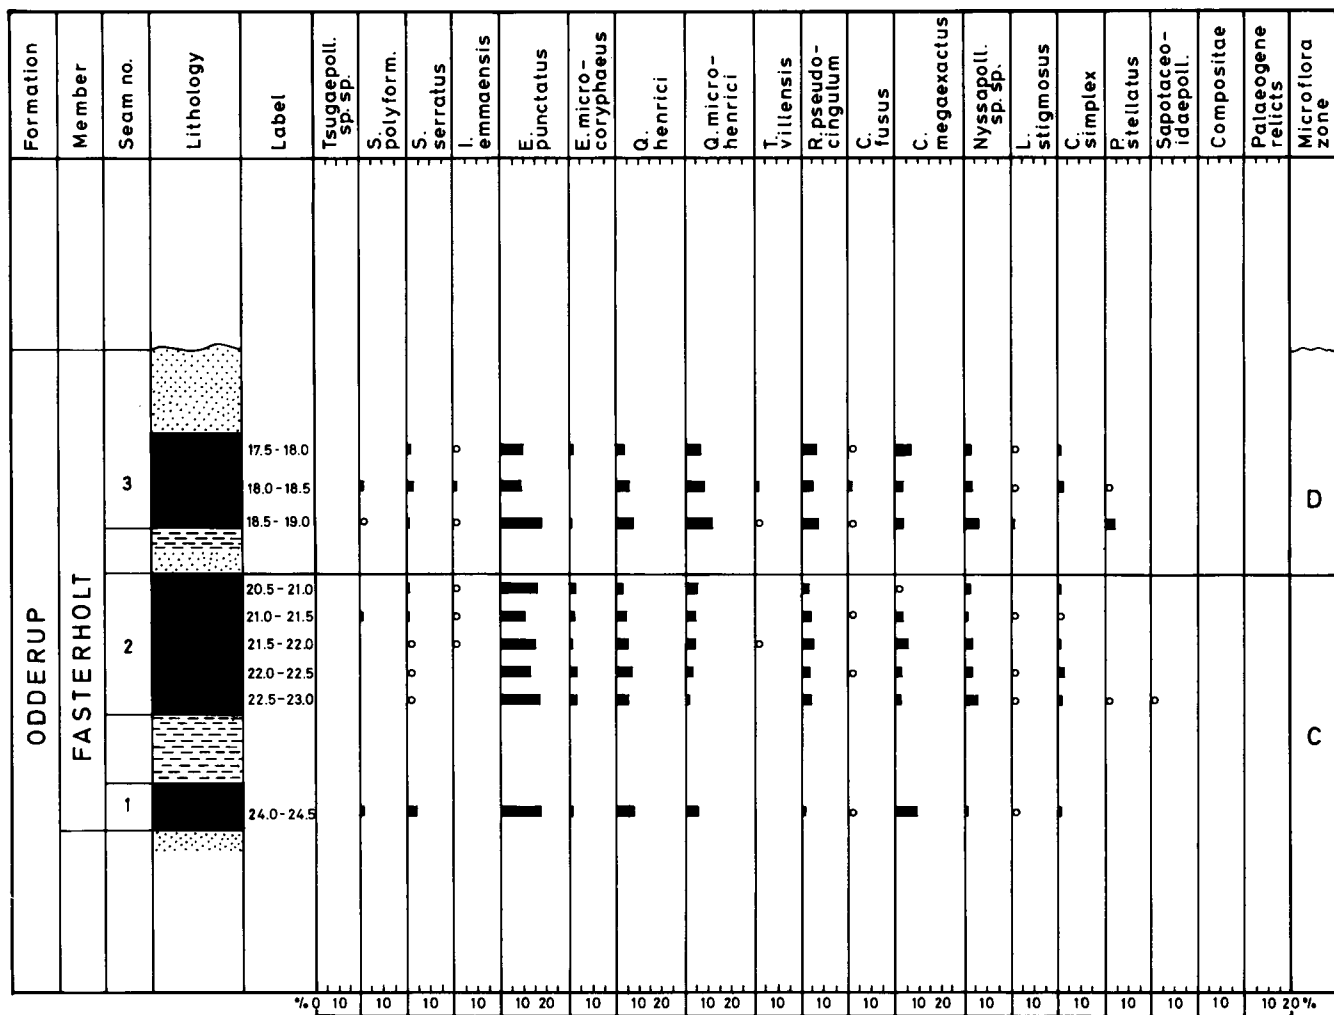 Formation
Member
Seam no.
Lithology
Label
Tsugaepoll.
sp. sp.
S.
polyform.
S.
serratus
I.
emmaensis
E.
punctatus
E. micro-
coryphaeus
Q.
henrici
Q. micro-
henrici
T.
villensis
R. pseudo-
cingulum
C.
fusus
C.
megaexactus
Nyssapoll.
sp. sp.
L.
stigmosus
C.
simplex
P.
stellatus
Sapotaceo-
idaepoll.
Compositae
Palaeogene
relicts
Microflora
zone
ODDERUP
FASTERHOLT
3
17.5 - 18.0
18.0 - 18.5
18.5 - 19.0
D
2
20.5 - 21.0
21.0 - 21.5
21.5 - 22.0
22.0 - 22.5
22.5 - 23.0
C
1
24.0 - 24.5
% 0 10 10 10 10 10 20 10 10 20 10 20 10 10 10 10 20 10 10 10 10 10 10 10 20 %